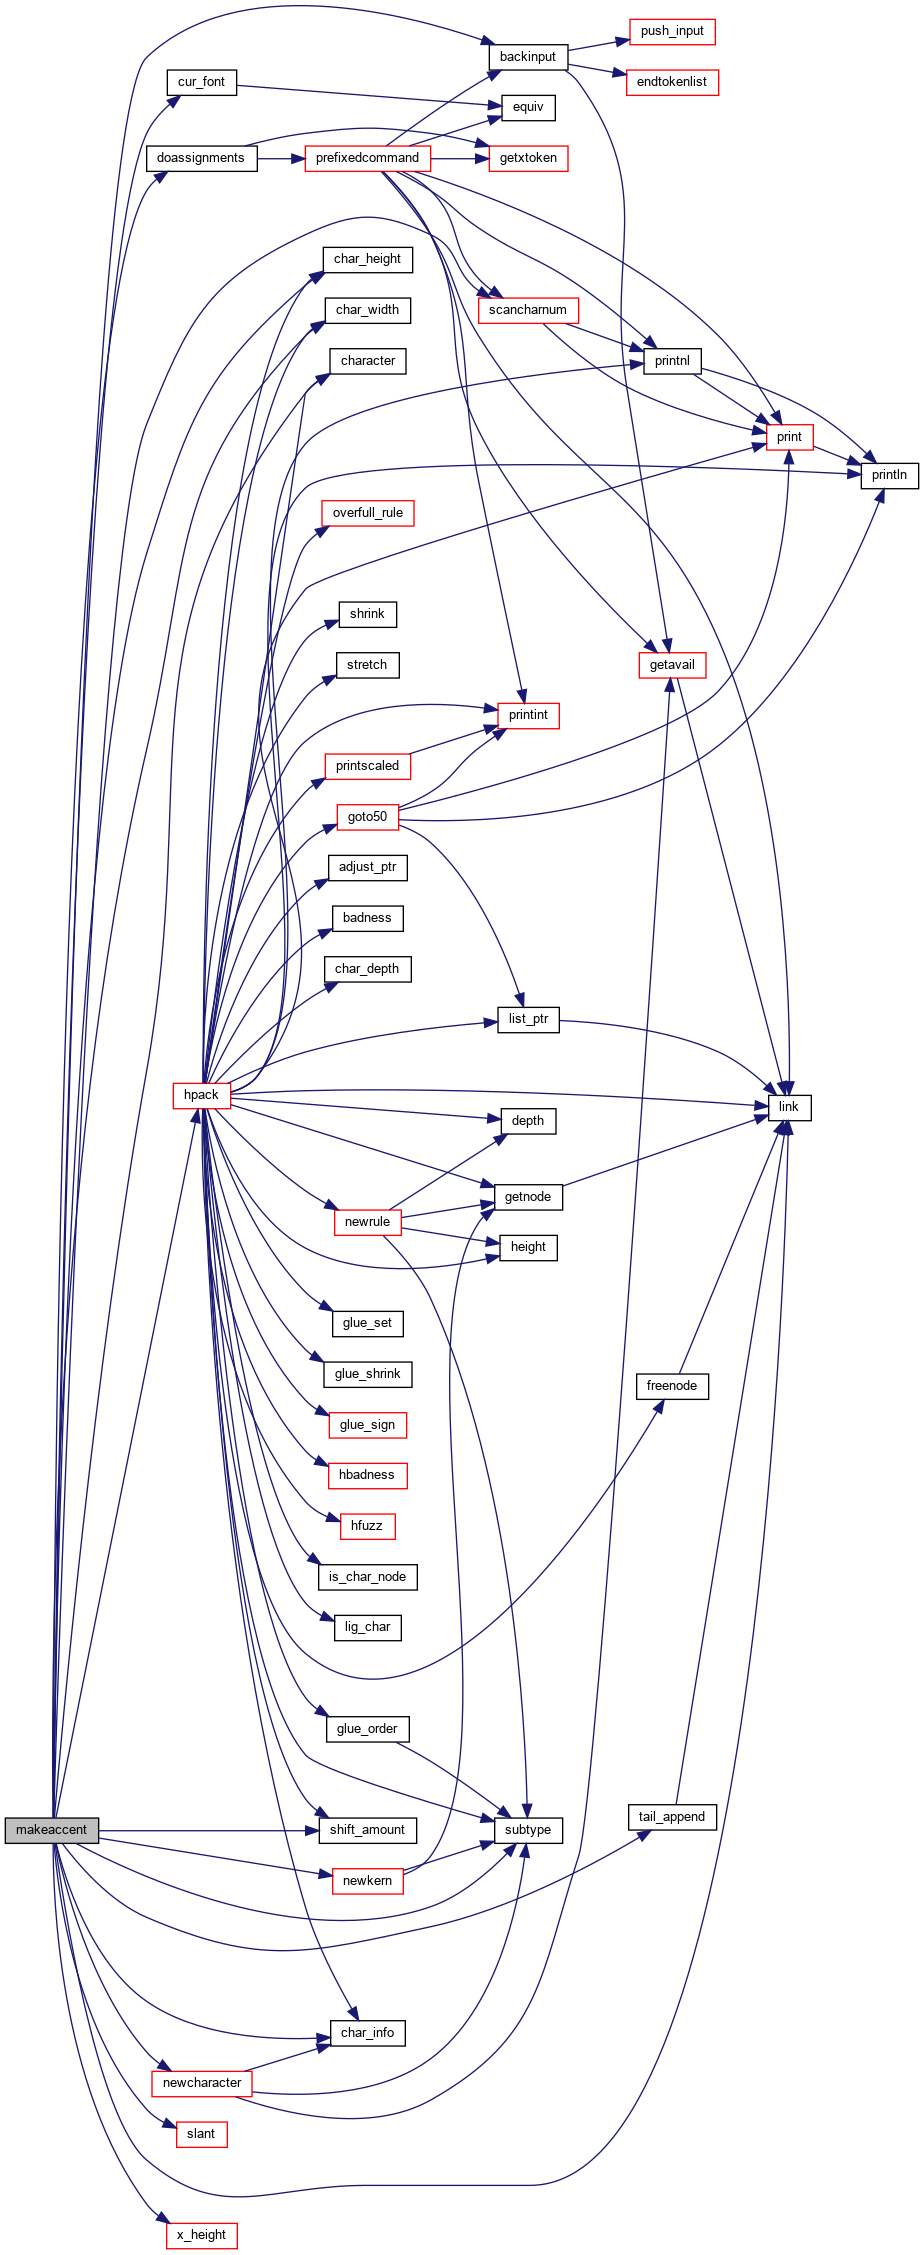 push_input
backinput
cur_font
endtokenlist
equiv
doassignments
prefixedcommand
getxtoken
char_height
char_width
scancharnum
character
printnl
print
println
overfull_rule
shrink
stretch
getavail
printint
printscaled
goto50
adjust_ptr
badness
char_depth
list_ptr
hpack
link
depth
getnode
newrule
height
glue_set
glue_shrink
freenode
glue_sign
hbadness
hfuzz
is_char_node
lig_char
glue_order
tail_append
makeaccent
shift_amount
subtype
newkern
char_info
newcharacter
slant
x_height